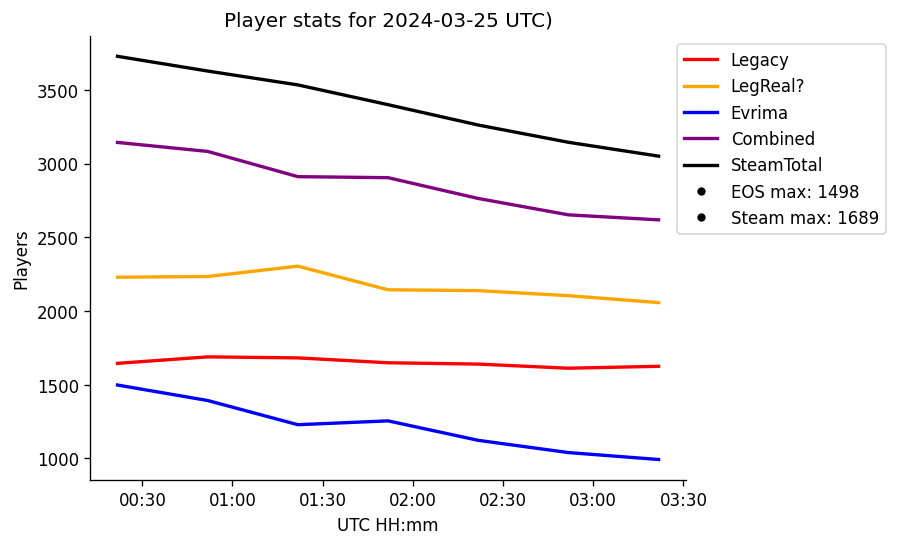 Player stats for 2024-03-25 UTC)
Players
3500
3000
2500
2000
1500
1000
00:30 01:00 01:30 02:00 02:30 03:00 03:30
UTC HH:mm
Legacy
LegReal?
Evrima
Combined
SteamTotal
EOS max: 1498
Steam max: 1689